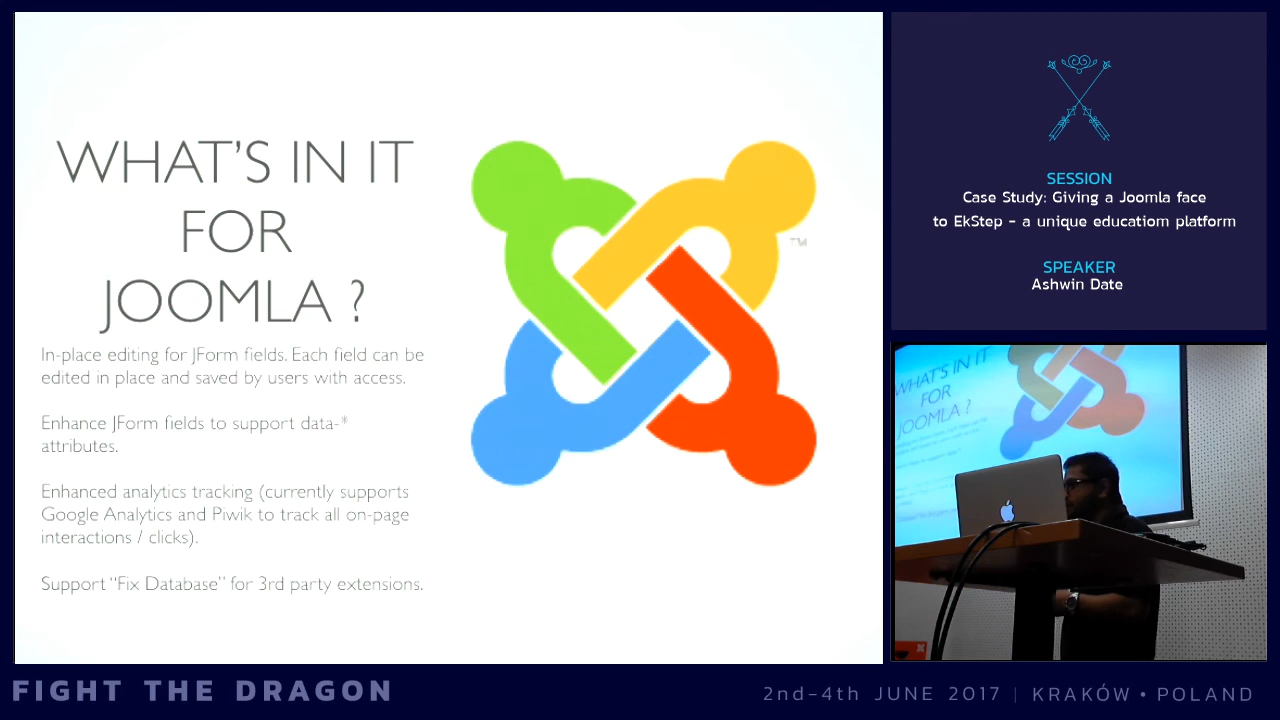 WHAT'S IN IT
FOR
JOOMLA ?
In-place editing for JForm fields. Each field can be
edited in place and saved by users with access.
Enhance JForm fields to support data-*
attributes.
Enhanced analytics tracking (currently supports
Google Analytics and Piwik to track all on-page
interactions / clicks).
Support "Fix Database" for 3rd party extensions.
TM
SESSION
Case Study: Giving a Joomla face
to EkStep - a unique educatiom platform
SPEAKER
Ashwin Date
WHAT'S IN IT
FOR
JOOMLA ?
FIGHT THE DRAGON
2nd-4th JUNE 2017 | KRAKÓW • POLAND